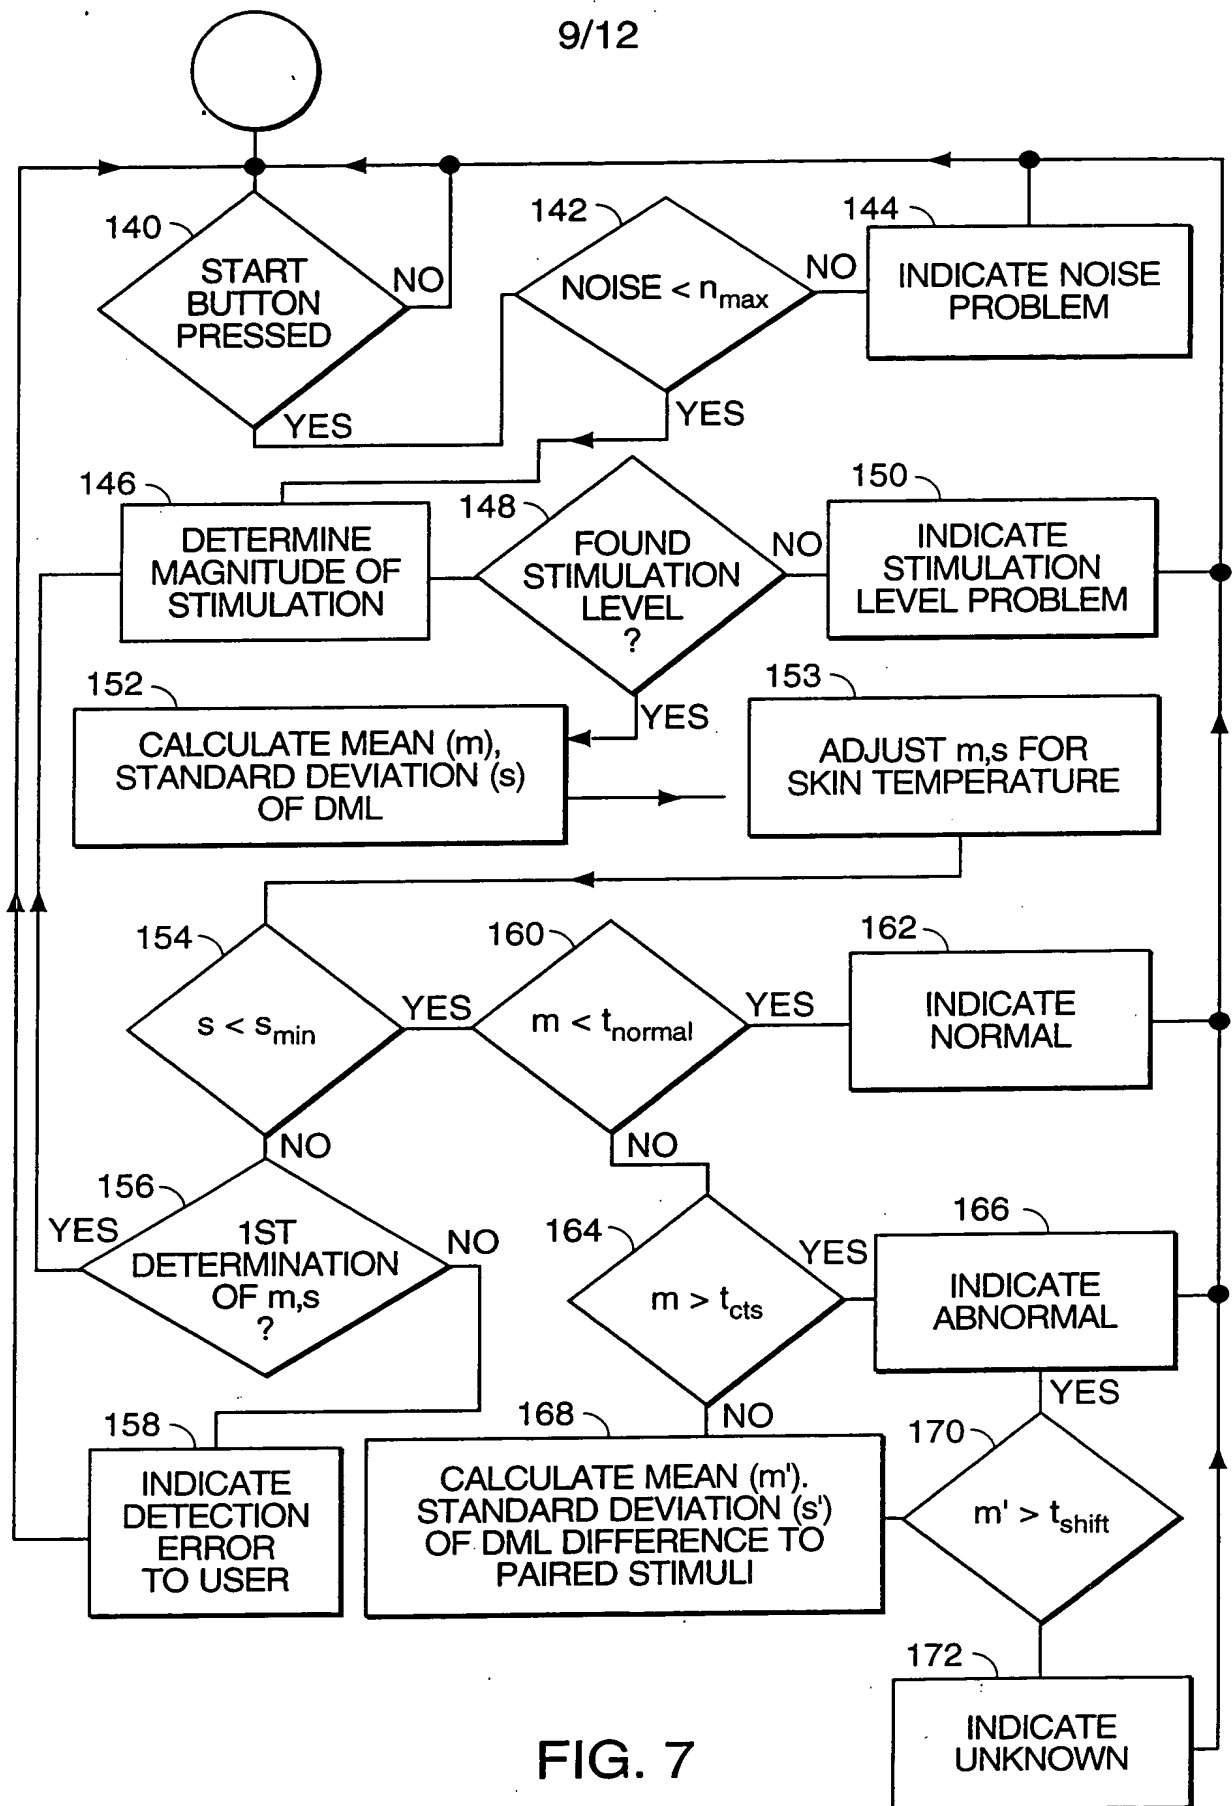 9/12
140
START
BUTTON
PRESSED
NO
YES
142
NOISE < nmax
NO
YES
144
INDICATE NOISE
PROBLEM
146
DETERMINE
MAGNITUDE OF
STIMULATION
148
FOUND
STIMULATION
LEVEL
?
NO
YES
150
INDICATE
STIMULATION
LEVEL PROBLEM
152
CALCULATE MEAN (m),
STANDARD DEVIATION (s)
OF DML
153
ADJUST m,s FOR
SKIN TEMPERATURE
154
s < smin
YES
NO
160
m < tnormal
YES
NO
162
INDICATE
NORMAL
156
YES
1ST
DETERMINATION
OF m,s
?
NO
164
m > tcts
YES
NO
166
INDICATE
ABNORMAL
YES
158
INDICATE
DETECTION
ERROR
TO USER
168
CALCULATE MEAN (m').
STANDARD DEVIATION (s')
OF DML DIFFERENCE TO
PAIRED STIMULI
170
m' > tshift
172
INDICATE
UNKNOWN
FIG. 7